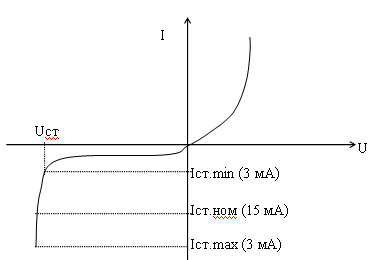 I
Uст
U
Iст.min (3 мА)
Iст.ном (15 мА)
Iст.max (3 мА)